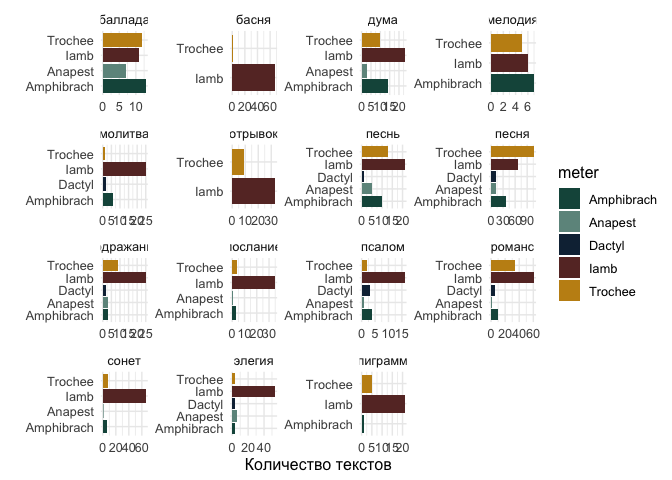 баллада басня дума мелодия
Trochee
Iamb
Anapest
Amphibrach
0 5 10
Trochee
Iamb
0 20 40 60
Trochee
Iamb
Anapest
Amphibrach
0 5 10 15 20
Trochee
Iamb
Amphibrach
0 2 4 6
молитва отрывок песнь песня
Trochee
Iamb
Dactyl
Amphibrach
0 5 10 15 20 25
Trochee
Iamb
0 10 20 30
Trochee
Iamb
Dactyl
Anapest
Amphibrach
0 5 10 15 20
Trochee
Iamb
Dactyl
Anapest
Amphibrach
0 30 60 90
одражани послание псалом романс
Trochee
Iamb
Dactyl
Anapest
Amphibrach
0 5 10 15 20 25
Trochee
Iamb
Anapest
Amphibrach
0 10 20 30
Trochee
Iamb
Dactyl
Anapest
Amphibrach
0 5 10 15
Trochee
Iamb
Dactyl
Anapest
Amphibrach
0 20 40 60
сонет элегия пиграмм
Trochee
Iamb
Anapest
Amphibrach
0 20 40 60
Trochee
Iamb
Dactyl
Anapest
Amphibrach
0 20 40
Trochee
Iamb
Amphibrach
0 5 10 15 20
Количество текстов
meter
Amphibrach
Anapest
Dactyl
Iamb
Trochee